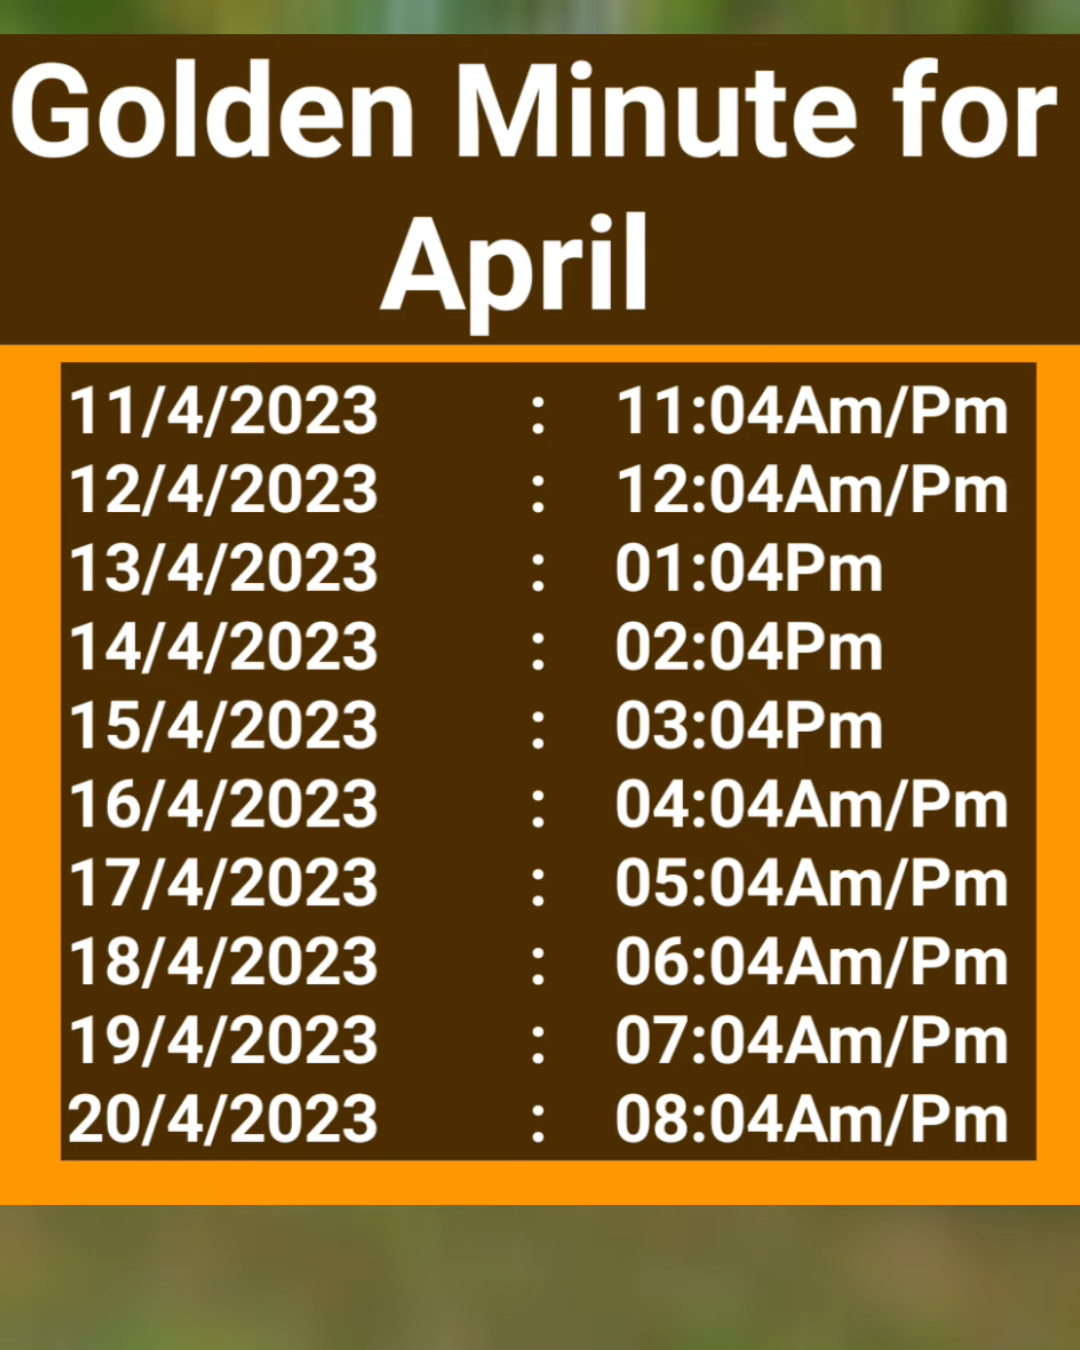 Golden Minute for
April
11/4/2023 : 11:04Am/Pm
12/4/2023 : 12:04Am/Pm
13/4/2023 : 01:04Pm
14/4/2023 : 02:04Pm
15/4/2023 : 03:04Pm
16/4/2023 : 04:04Am/Pm
17/4/2023 : 05:04Am/Pm
18/4/2023 : 06:04Am/Pm
19/4/2023 : 07:04Am/Pm
20/4/2023 : 08:04Am/Pm